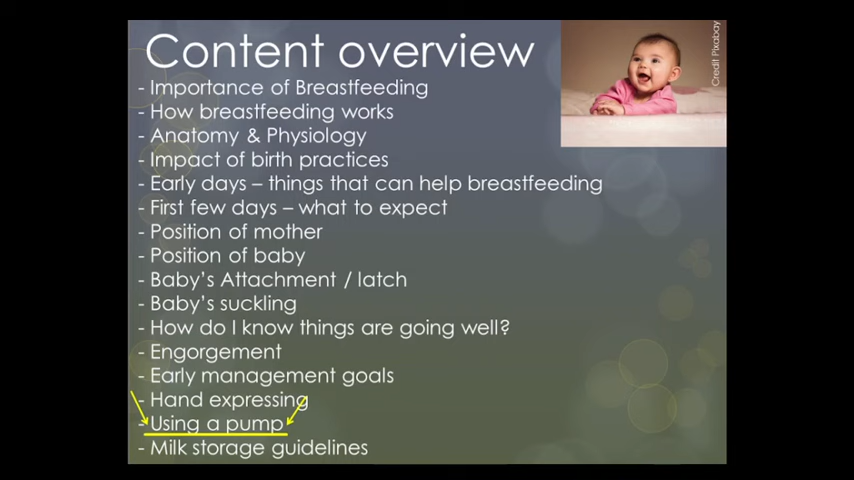 Content overview
Credit Pixabay
- Importance of Breastfeeding
- How breastfeeding works
- Anatomy & Physiology
- Impact of birth practices
- Early days – things that can help breastfeeding
- First few days – what to expect
- Position of mother
- Position of baby
- Baby's Attachment / latch
- Baby's suckling
- How do I know things are going well?
- Engorgement
- Early management goals
- Hand expressing
- Using a pump
- Milk storage guidelines